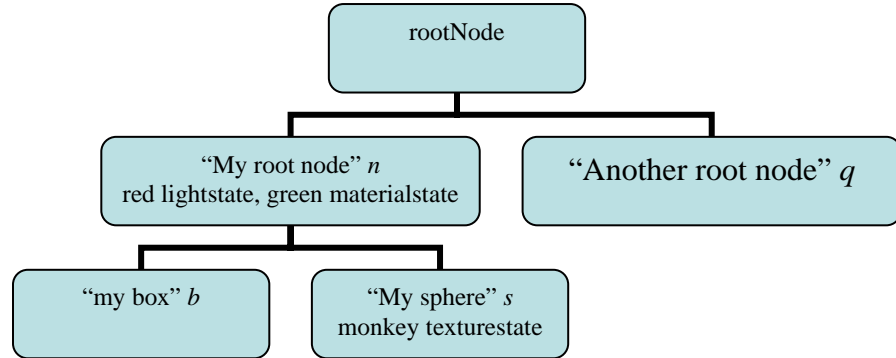 rootNode
“My root node” n
red lightstate, green materialstate
“Another root node” q
“my box” b
“My sphere” s
monkey texturestate